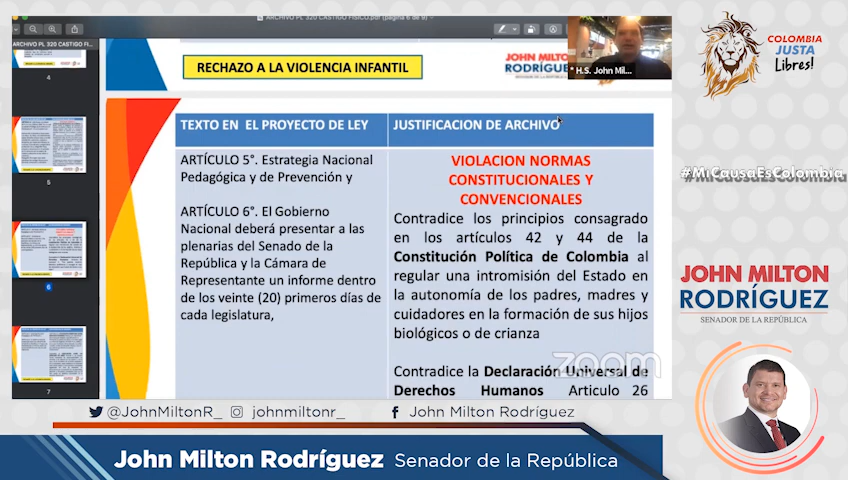 ARCHIVO PL 320 CASTIGO FISICO.pdf (página 6 de 9)
ARCHIVO PL 320 CASTIGO FI...
4
5
6
7
RECHAZO A LA VIOLENCIA INFANTIL
JOHN MILTON
RODRÍGUEZ
H.S. John Mil...
TEXTO EN EL PROYECTO DE LEY
ARTÍCULO 5°. Estrategia Nacional
Pedagógica y de Prevención y
ARTÍCULO 6°. El Gobierno
Nacional deberá presentar a las
plenarias del Senado de la
República y la Cámara de
Representante un informe dentro
de los veinte (20) primeros días de
cada legislatura,
JUSTIFICACION DE ARCHIVO
VIOLACION NORMAS
CONSTITUCIONALES Y
CONVENCIONALES
Contradice los principios consagrado
en los artículos 42 y 44 de la
Constitución Política de Colombia al
regular una intromisión del Estado en
la autonomía de los padres, madres y
cuidadores en la formación de sus hijos
biológicos o de crianza
Contradice la Declaración Universal de
Derechos Humanos Articulo 26
zoom
COLOMBIA
JUSTA
Libres!
#MiCausaEsColombia
JOHN MILTON
RODRÍGUEZ
SENADOR DE LA REPÚBLICA
@JohnMiltonR_ johnmiltonr_ John Milton Rodríguez
John Milton Rodríguez Senador de la República